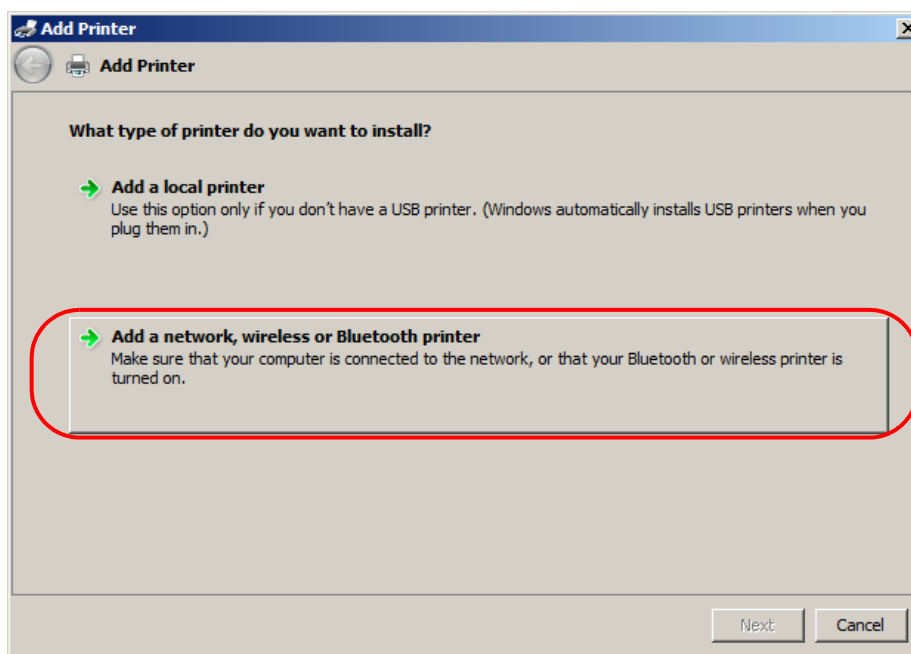 Add Printer
Add Printer
What type of printer do you want to install?
Add a local printer
Use this option only if you don't have a USB printer. (Windows automatically installs USB printers when you
plug them in.)
Add a network, wireless or Bluetooth printer
Make sure that your computer is connected to the network, or that your Bluetooth or wireless printer is
turned on.
Next
Cancel